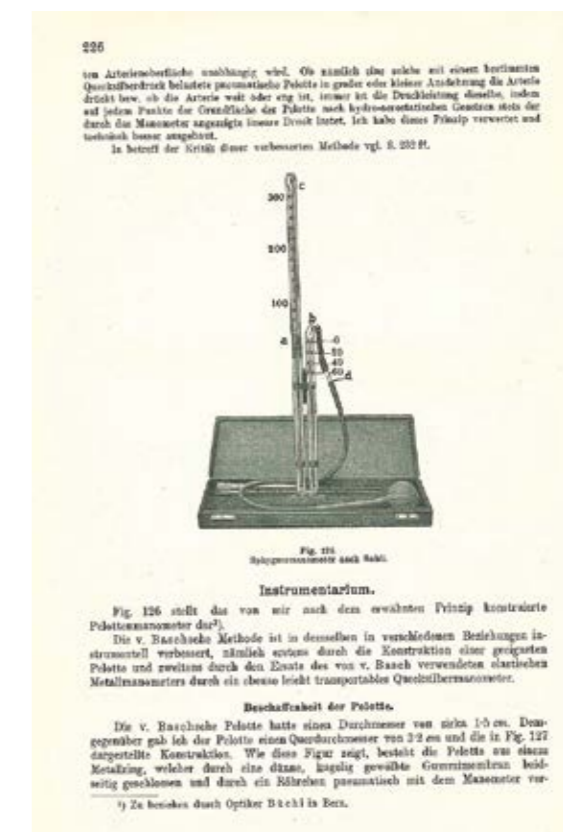 226
ten Arterienoberfläche unabhängig wird. Ob nämlich eine solche mit einem bestimmten
Quecksilberdruck belastete pneumatische Pelotte in großer oder kleiner Ausdehnung die Arterie
drückt bzw. ob die Arterie weit oder eng ist, immer ist die Druckleistung dieselbe, indem
auf jedem Punkte der Grundfläche der Pelotte nach hydro-aerostatischen Gesetzen stets der
durch das Manometer angezeigte innere Druck lastet. Ich habe dieses Prinzip verwertet und
technisch besser ausgebaut.
In betreff der Kritik dieser verbesserten Methode vgl. S. 232 ff.
c
300
200
100
b
a
0
20
40
60
d
Fig. 126
Sphygmomanometer nach Sahli.
Instrumentarium.
Fig. 126 stellt das von mir nach dem erwähnten Prinzip konstruierte
Pelottenmanometer dar²).
Die v. Baschsche Methode ist in demselben in verschiedenen Beziehungen in-
strumentell verbessert, nämlich erstens durch die Konstruktion einer geeigneten
Pelotte und zweitens durch den Ersatz des von v. Basch verwendeten elastischen
Metallmanometers durch ein ebenso leicht transportables Quecksilbermanometer.
Beschaffenheit der Pelotte.
Die v. Baschsche Pelotte hatte einen Durchmesser von zirka 1·5 cm. Dem-
gegenüber gab ich der Pelotte einen Querdurchmesser von 3·2 cm und die in Fig. 127
dargestellte Konstruktion. Wie diese Figur zeigt, besteht die Pelotte aus einem
Metallring, welcher durch eine dünne, kugelig gewölbte Gummimembran beid-
seitig geschlossen und durch ein Röhrchen pneumatisch mit dem Manometer ver-
Zu beziehen durch Optiker Büchi in Bern.